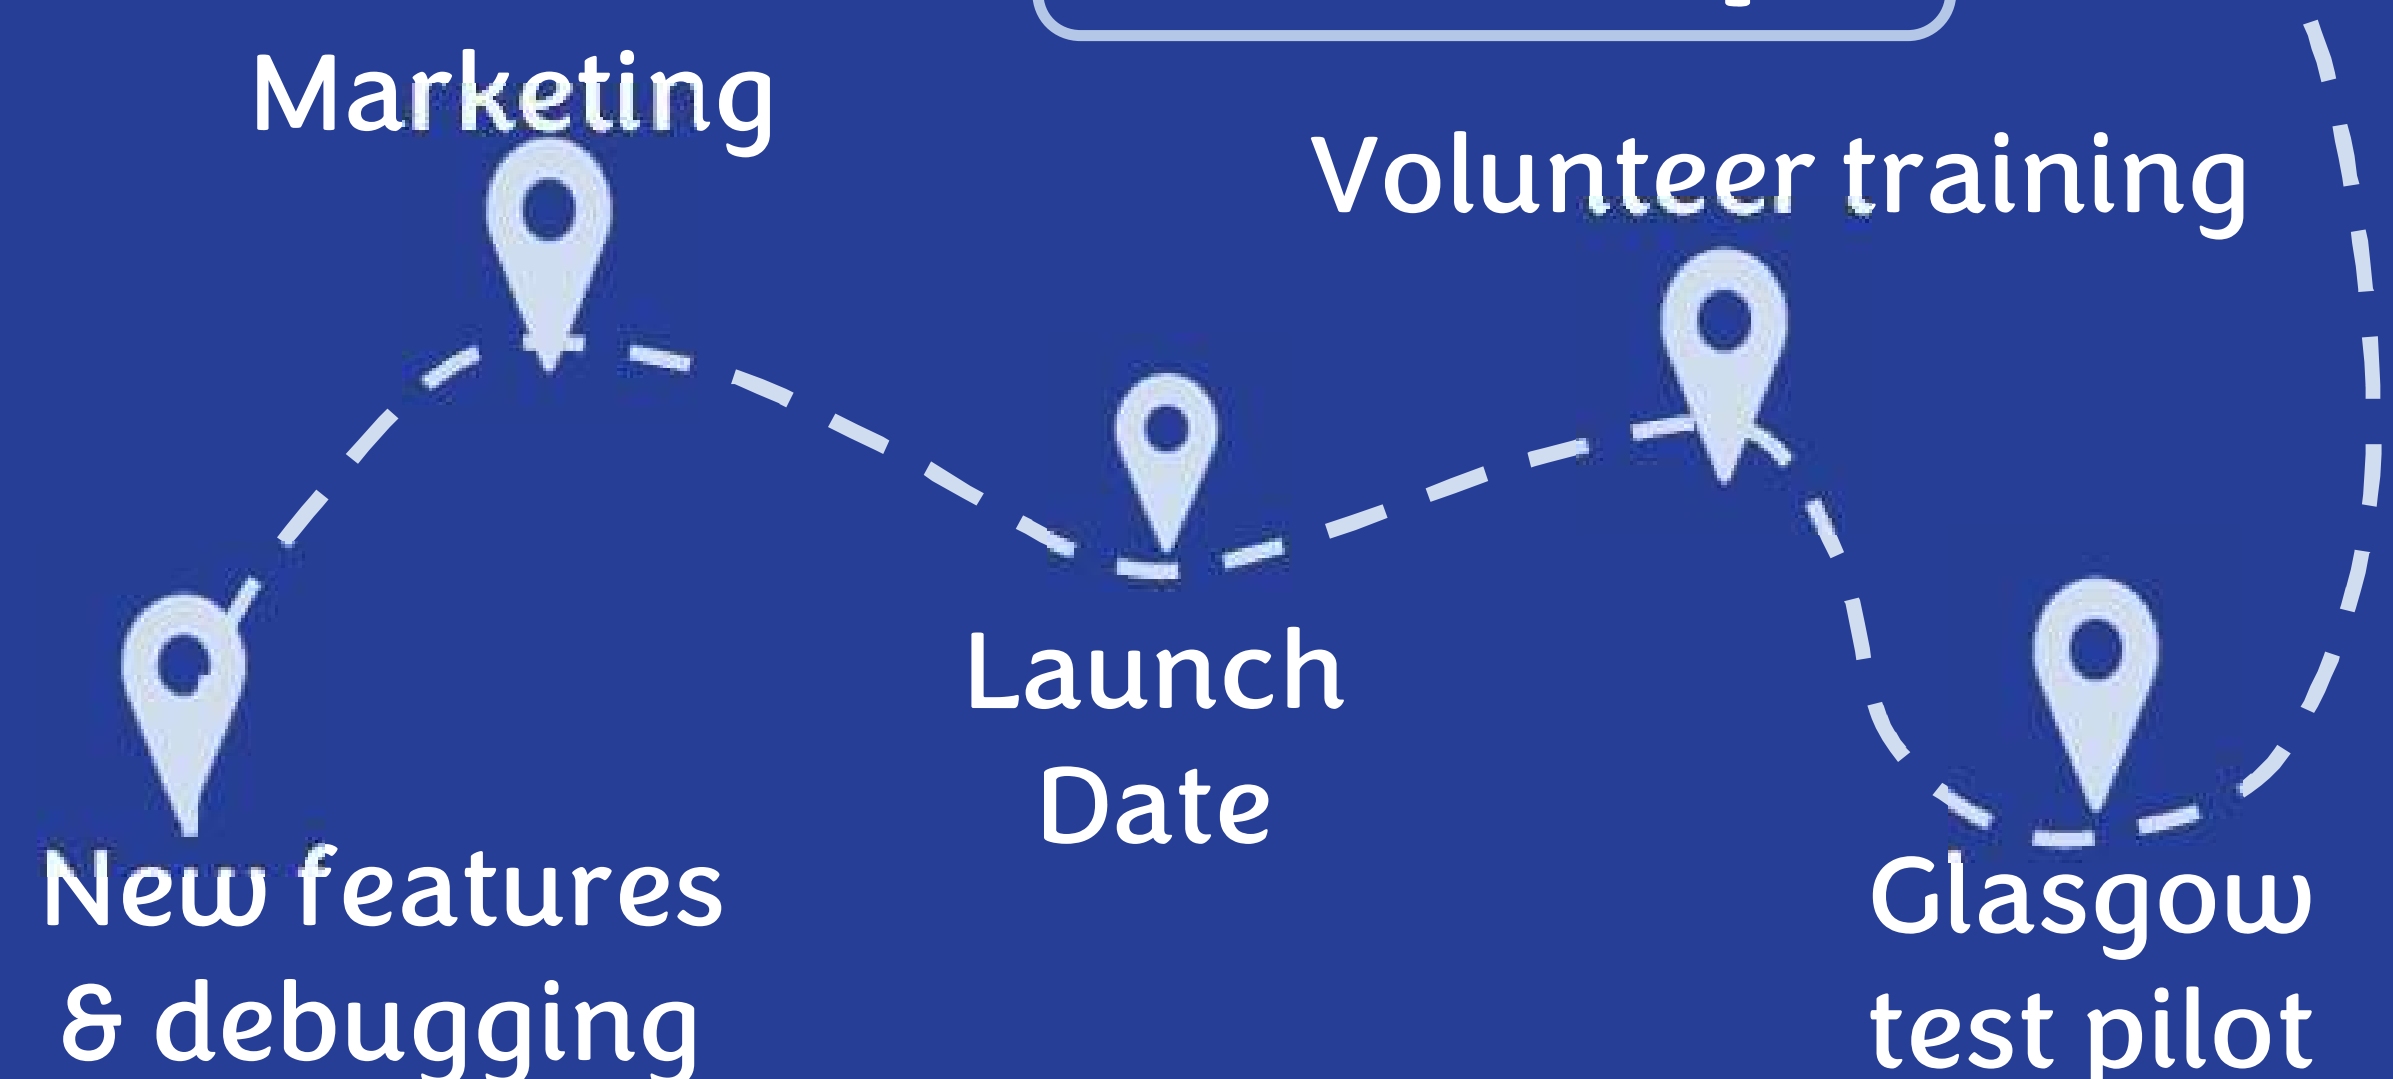 Marketing
Volunteer training
Launch
Date
New features
& debugging
Glasgow
test pilot